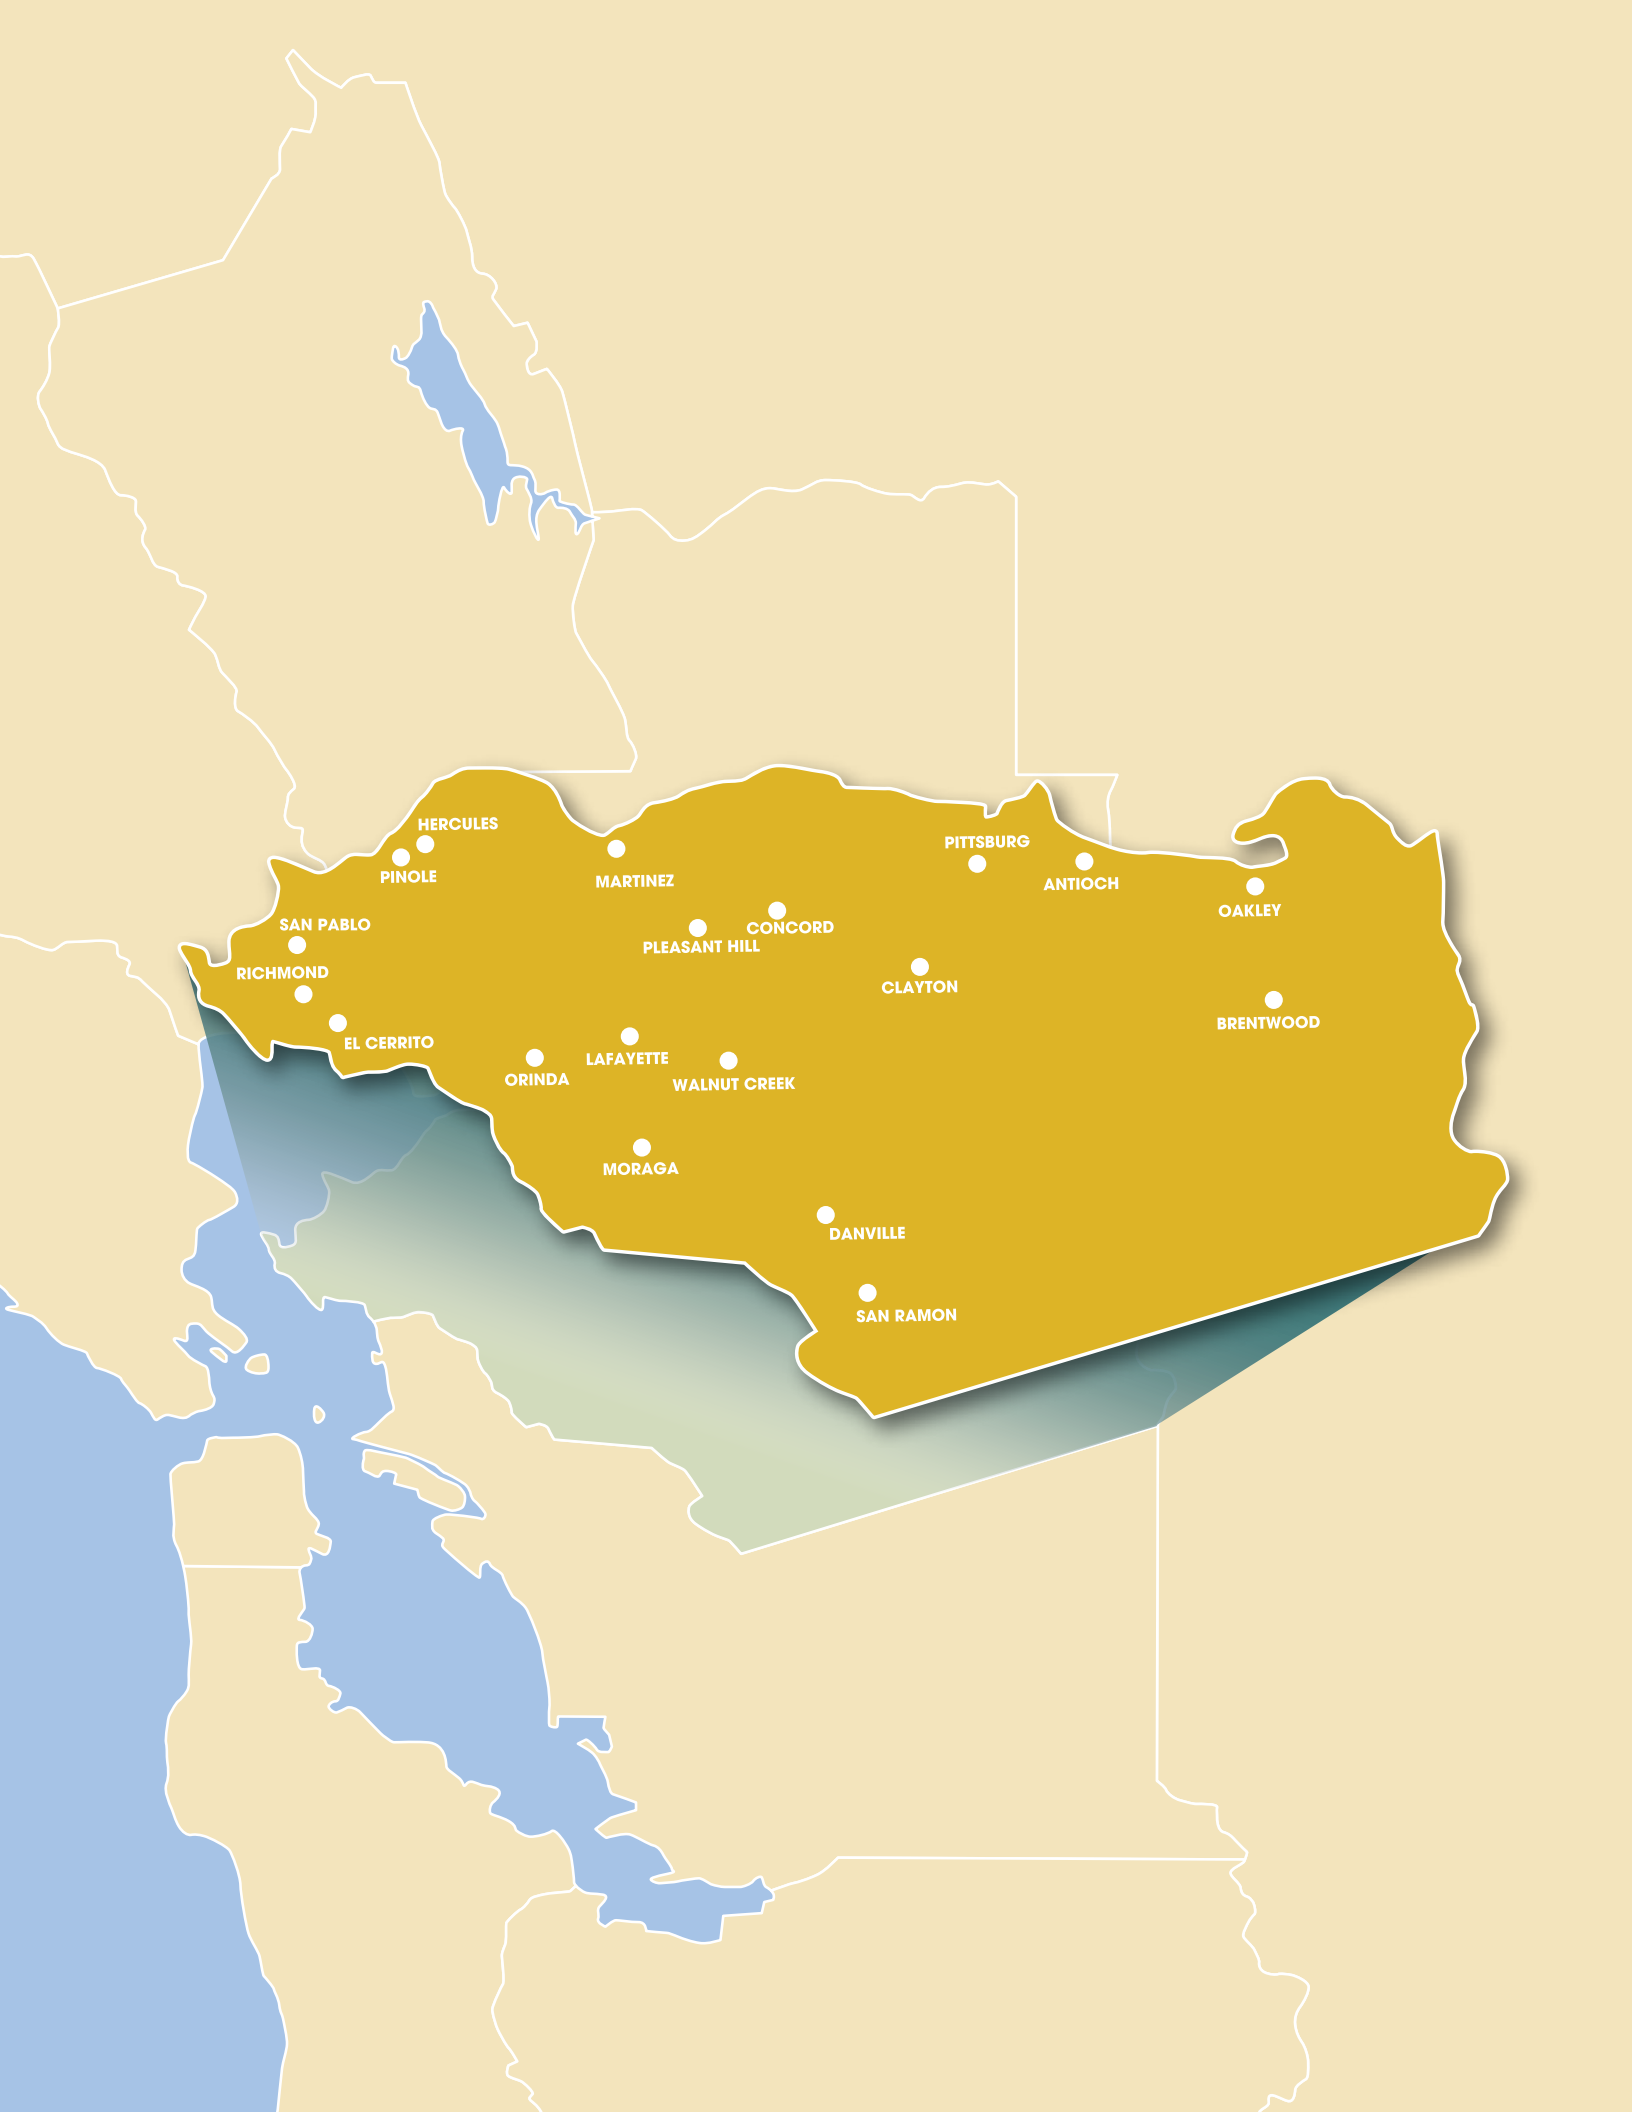 HERCULES
PINOLE
MARTINEZ
PITTSBURG
ANTIOCH
OAKLEY
SAN PABLO
CONCORD
PLEASANT HILL
RICHMOND
CLAYTON
BRENTWOOD
EL CERRITO
LAFAYETTE
ORINDA
WALNUT CREEK
MORAGA
DANVILLE
SAN RAMON